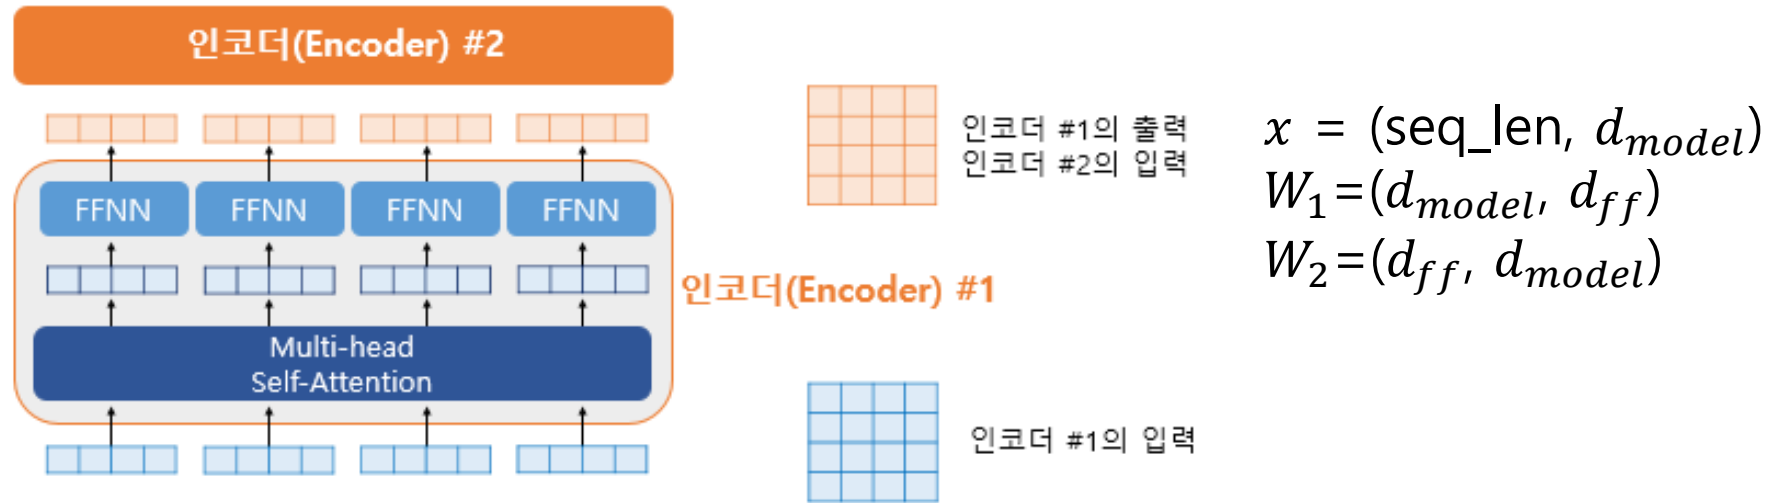 인코더(Encoder) #2
FFNN FFNN FFNN FFNN
Multi-head
Self-Attention
인코더(Encoder) #1
인코더 #1의 출력
인코더 #2의 입력
인코더 #1의 입력
x = (seq_len, d_model)
W_1=(d_model, d_ff)
W_2=(d_ff, d_model)